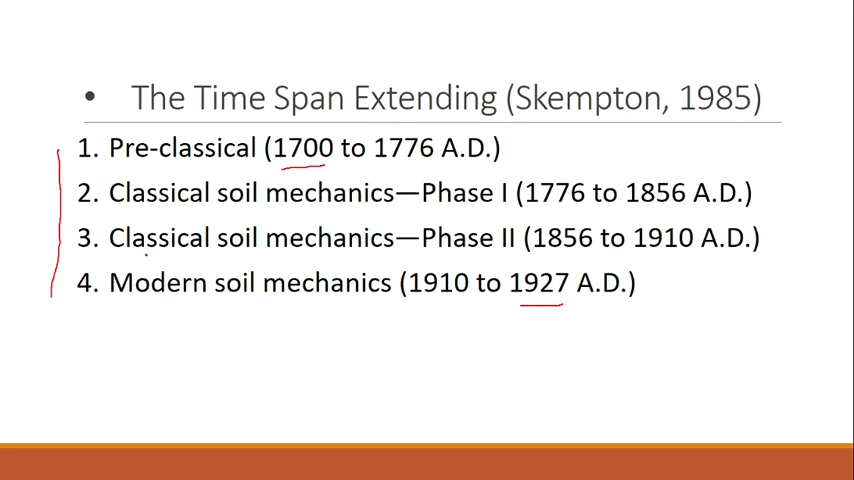 • The Time Span Extending (Skempton, 1985)
1. Pre-classical (1700 to 1776 A.D.)
2. Classical soil mechanics—Phase I (1776 to 1856 A.D.)
3. Classical soil mechanics—Phase II (1856 to 1910 A.D.)
4. Modern soil mechanics (1910 to 1927 A.D.)